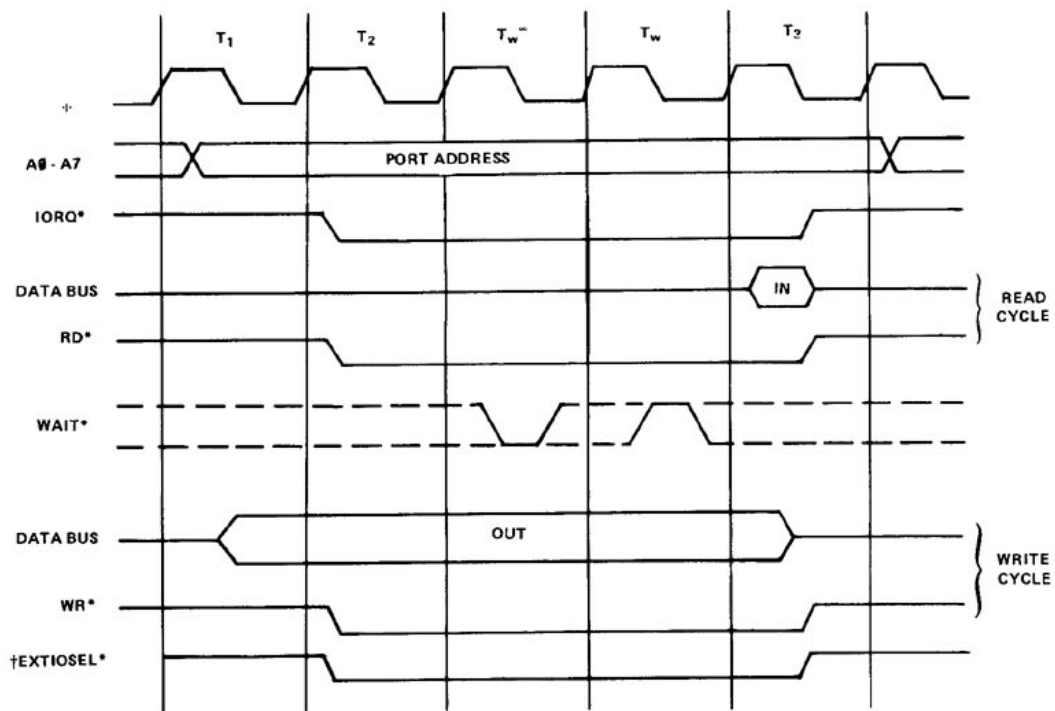 T1 T2 Tw* Tw T3
A0 - A7
PORT ADDRESS
IORQ*
DATA BUS
IN
READ
CYCLE
RD*
WAIT*
DATA BUS
OUT
WRITE
CYCLE
WR*
†EXTIOSEL*